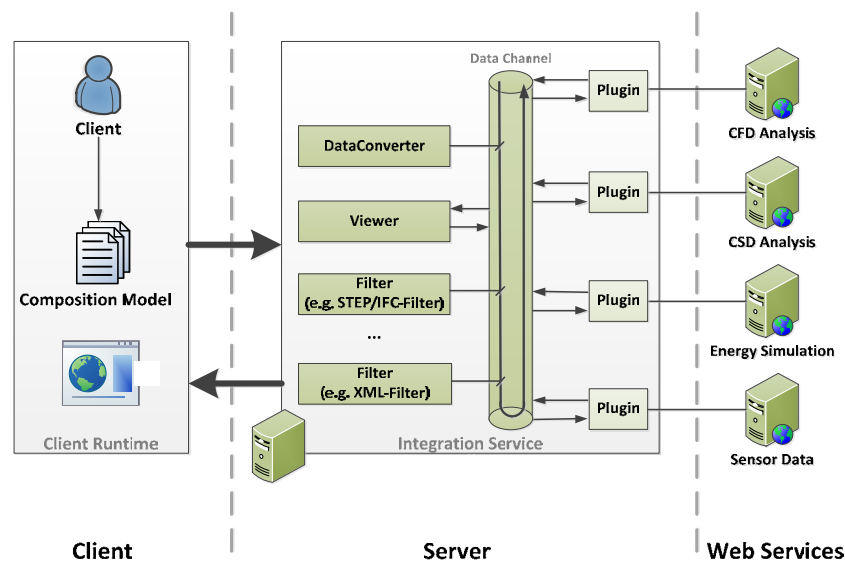 Client
Composition Model
Client Runtime
Data Channel
DataConverter
Viewer
Filter
(e.g. STEP/IFC-Filter)
...
Filter
(e.g. XML-Filter)
Integration Service
Plugin
Plugin
Plugin
Plugin
CFD Analysis
CSD Analysis
Energy Simulation
Sensor Data
Client
Server
Web Services